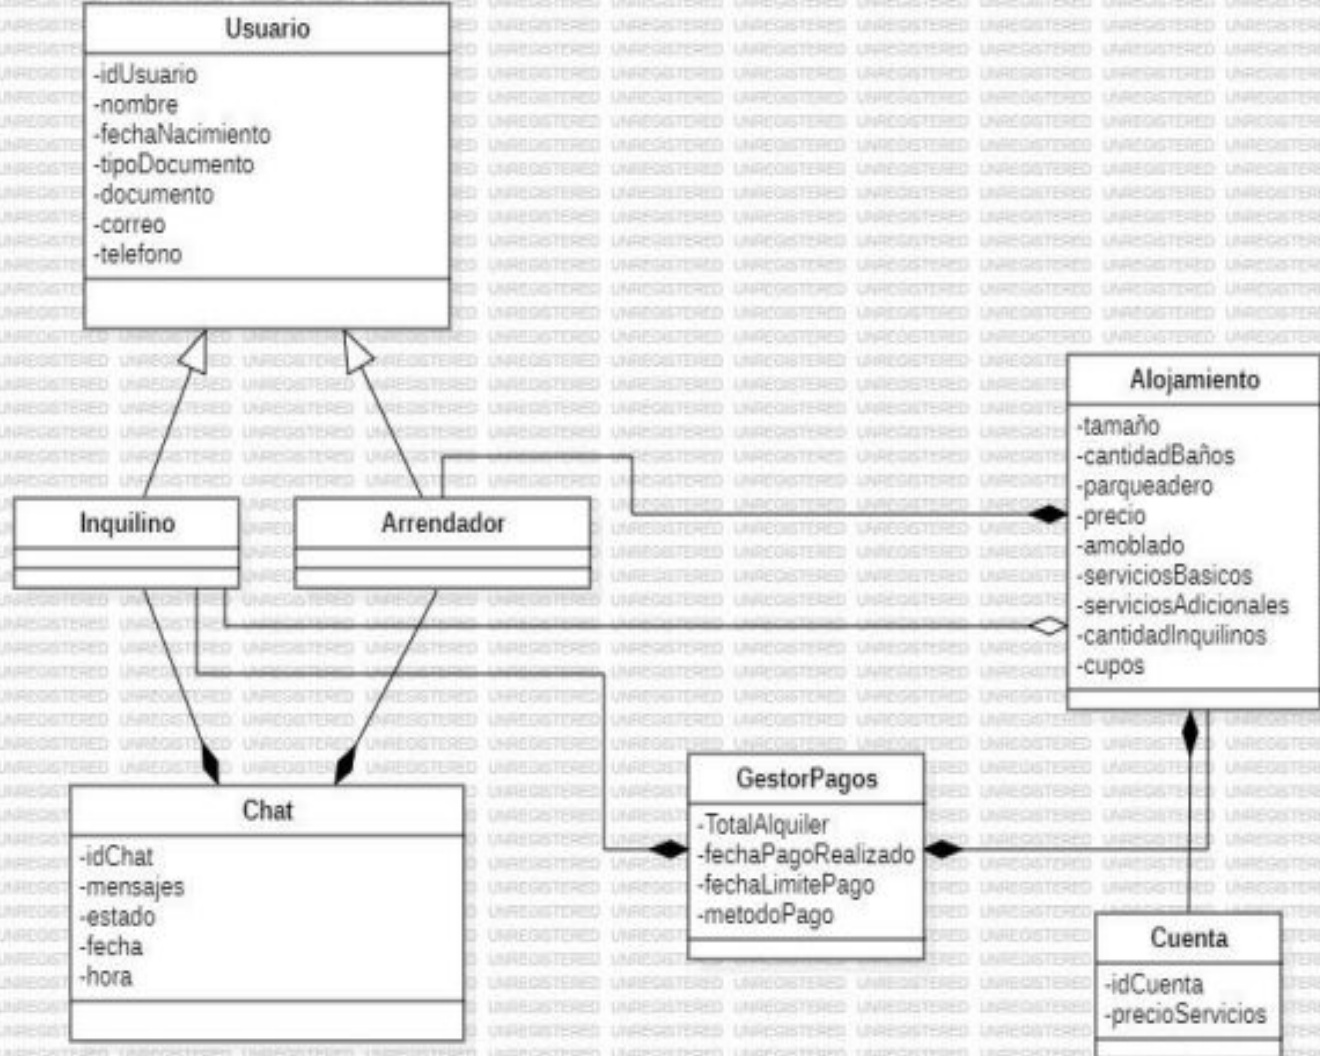 Usuario
-idUsuario
-nombre
-fechaNacimiento
-tipoDocumento
-documento
-correo
-telefono
Inquilino
Arrendador
Alojamiento
-tamaño
-cantidadBaños
-parqueadero
-precio
-amoblado
-serviciosBasicos
-serviciosAdicionales
-cantidadInquilinos
-cupos
Chat
-idChat
-mensajes
-estado
-fecha
-hora
GestorPagos
-TotalAlquiler
-fechaPagoRealizado
-fechaLimitePago
-metodoPago
Cuenta
-idCuenta
-precioServicios
UNREGISTERED